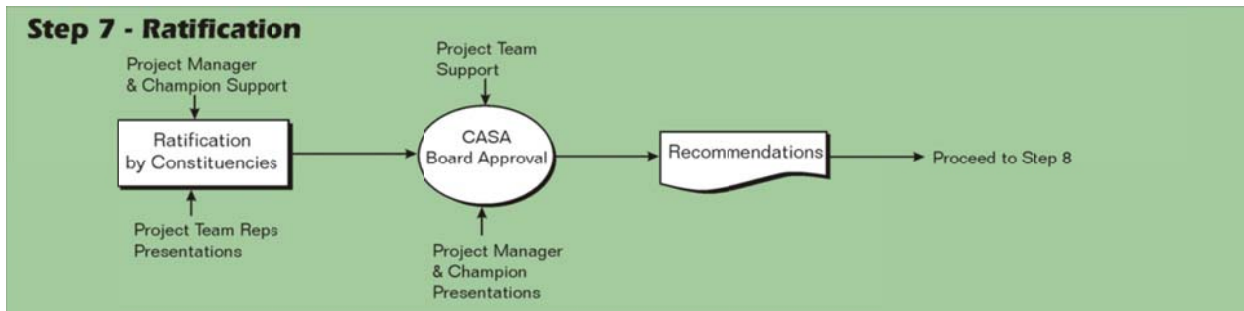 Step 7 - Ratification
Project Manager
& Champion Support
Ratification
by Constituencies
Project Team Reps
Presentations
Project Team
Support
CASA
Board Approval
Project Manager
& Champion
Presentations
Recommendations
Proceed to Step 8